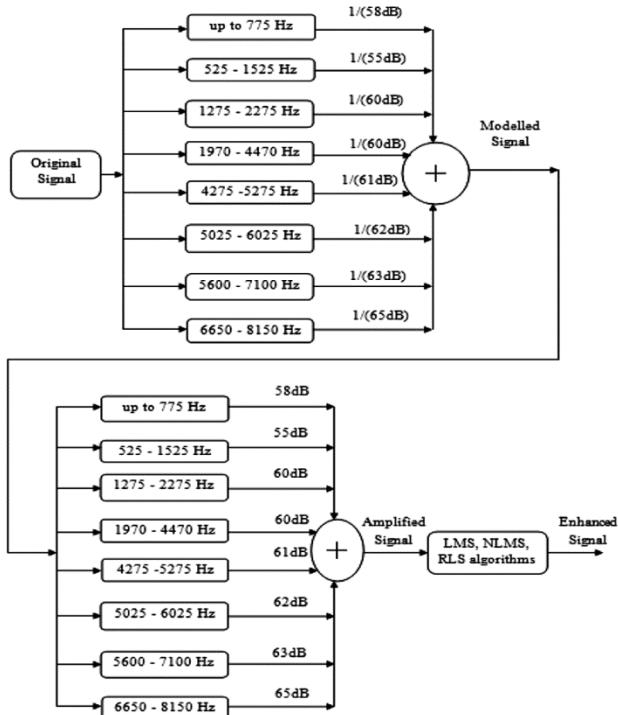 up to 775 Hz
1/(58dB)
525 - 1525 Hz
1/(55dB)
1275 - 2275 Hz
1/(60dB)
Original
Signal
1970 - 4470 Hz
1/(60dB)
4275 -5275 Hz
1/(61dB)
+
Modelled
Signal
5025 - 6025 Hz
1/(62dB)
5600 - 7100 Hz
1/(63dB)
6650 - 8150 Hz
1/(65dB)
up to 775 Hz
58dB
525 - 1525 Hz
55dB
1275 - 2275 Hz
60dB
1970 - 4470 Hz
60dB
4275 -5275 Hz
61dB
+
Amplified
Signal
LMS, NLMS,
RLS algorithms
Enhanced
Signal
5025 - 6025 Hz
62dB
5600 - 7100 Hz
63dB
6650 - 8150 Hz
65dB